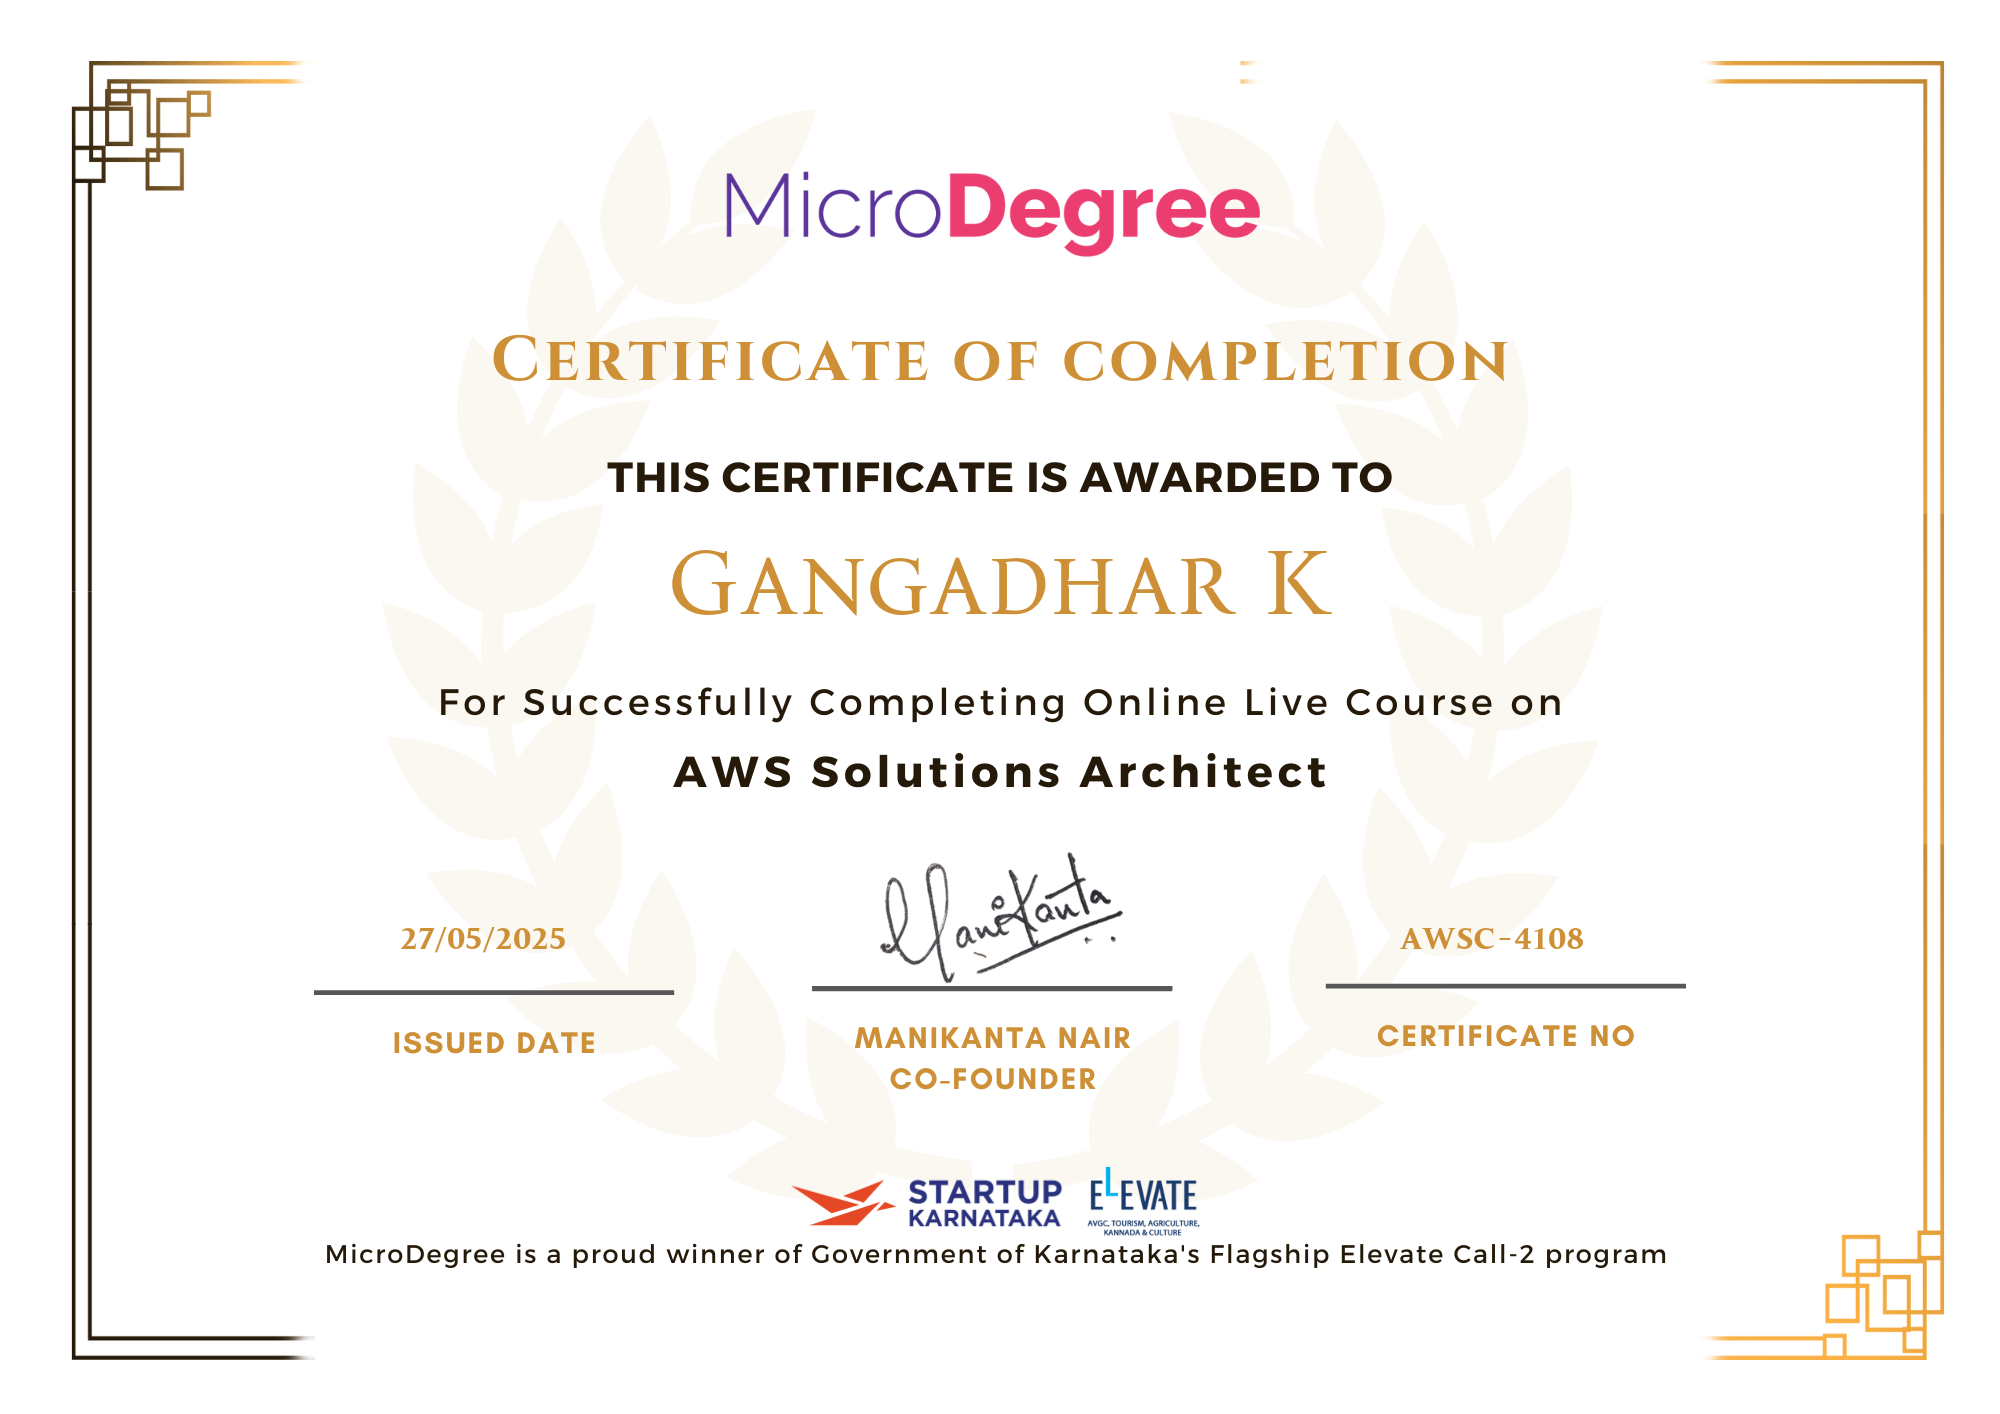 MicroDegree
Certificate of completion
THIS CERTIFICATE IS AWARDED TO
Gangadhar K
For Successfully Completing Online Live Course on
AWS Solutions Architect
Manikanta
27/05/2025
AWSC-4108
ISSUED DATE
MANIKANTA NAIR
CO-FOUNDER
CERTIFICATE NO
STARTUP
KARNATAKA
ELEVATE
AVGC, TOURISM, AGRICULTURE,
KANNADA & CULTURE
MicroDegree is a proud winner of Government of Karnataka's Flagship Elevate Call-2 program